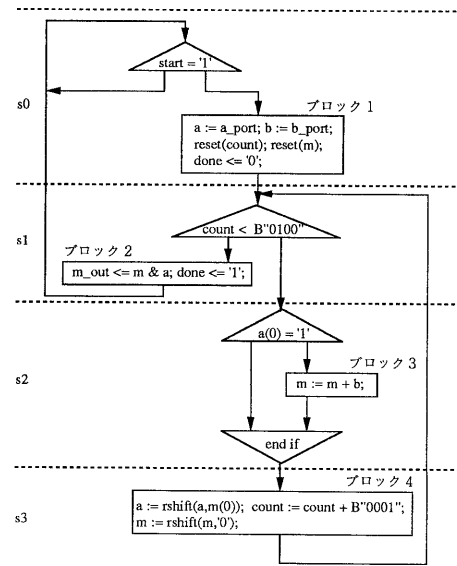 start = '1'
s0
ブロック 1
a := a_port; b := b_port;
reset(count); reset(m);
done <= '0';
s1
count < B"0100"
ブロック 2
m_out <= m & a; done <= '1';
a(0) = '1'
s2
ブロック 3
m := m + b;
end if
ブロック 4
s3
a := rshift(a,m(0)); count := count + B"0001";
m := rshift(m,'0');